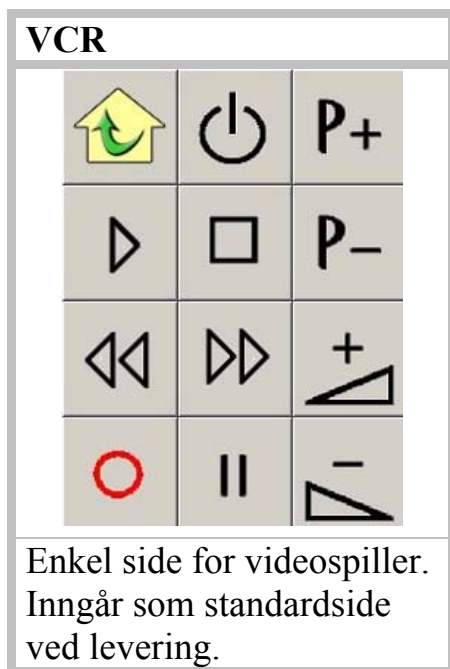 VCR
P+
P–
+
–
Enkel side for videospiller.
Inngår som standardside
ved levering.